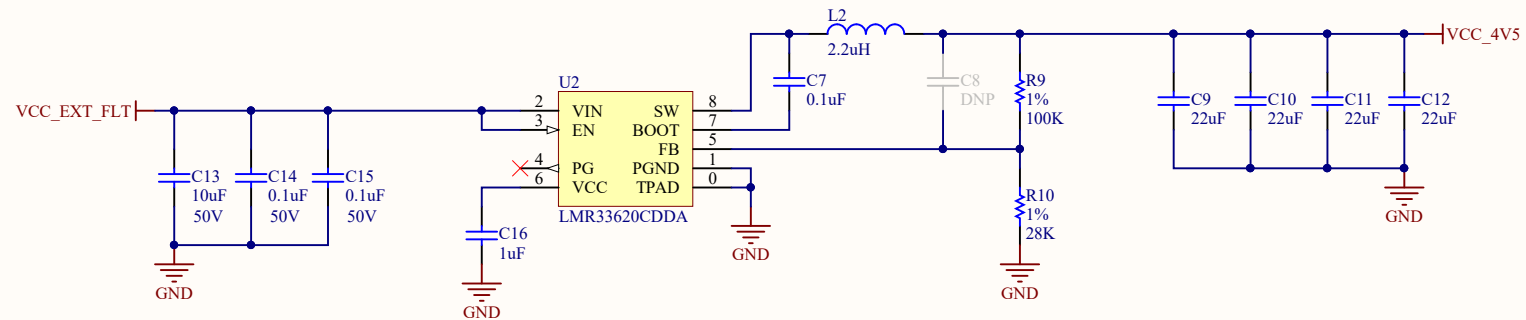 L2
2.2uH
VCC_4V5
C7
0.1uF
C8
DNP
R9
1%
100K
C9
22uF
C10
22uF
C11
22uF
C12
22uF
GND
VCC_EXT_FLT
U2
2
VIN
3
EN
4
PG
6
VCC
SW
8
BOOT
7
FB
5
PGND
1
TPAD
0
LMR33620CDDA
C13
10uF
50V
C14
0.1uF
50V
C15
0.1uF
50V
GND
C16
1uF
GND
GND
R10
1%
28K
GND